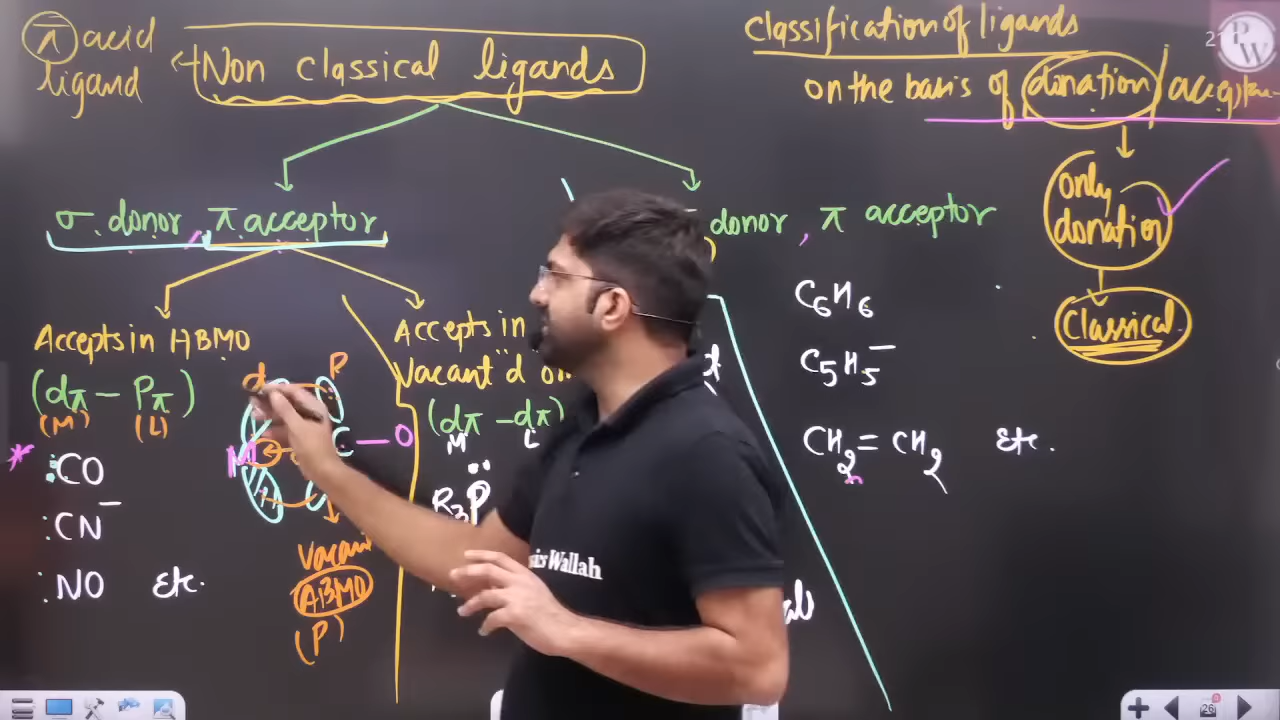 π acid
ligand
Non classical ligands
Classification of ligands
on the basis of donation /
only
donation
Classical
σ donor, π acceptor
donor, π acceptor
Accepts in ABMO
(dπ - Pπ)
(M) (L)
:CO
:CN⁻
:NO Etc.
d P
M C - O
ABMO
(P)
Accepts in
Vacant d
(dπ - dπ)
M L
R3P̈
C6H6
C5H5⁻
CH2 = CH2 Etc.
PW
Wallah
26